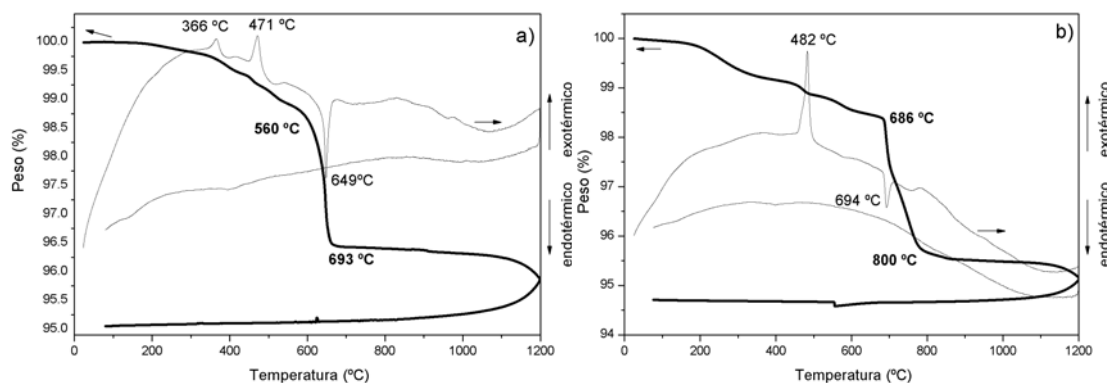 366 ºC
471 ºC
a)
100.0
99.5
99.0
98.5
98.0
97.5
97.0
96.5
96.0
95.5
95.0
Peso (%)
560 ºC
649ºC
693 ºC
exotérmico
endotérmico
0
200
400
600
800
1000
1200
Temperatura (ºC)
b)
482 ºC
100
99
98
97
96
95
94
Peso (%)
686 ºC
694 ºC
800 ºC
exotérmico
endotérmico
0
200
400
600
800
1000
1200
Temperatura (ºC)